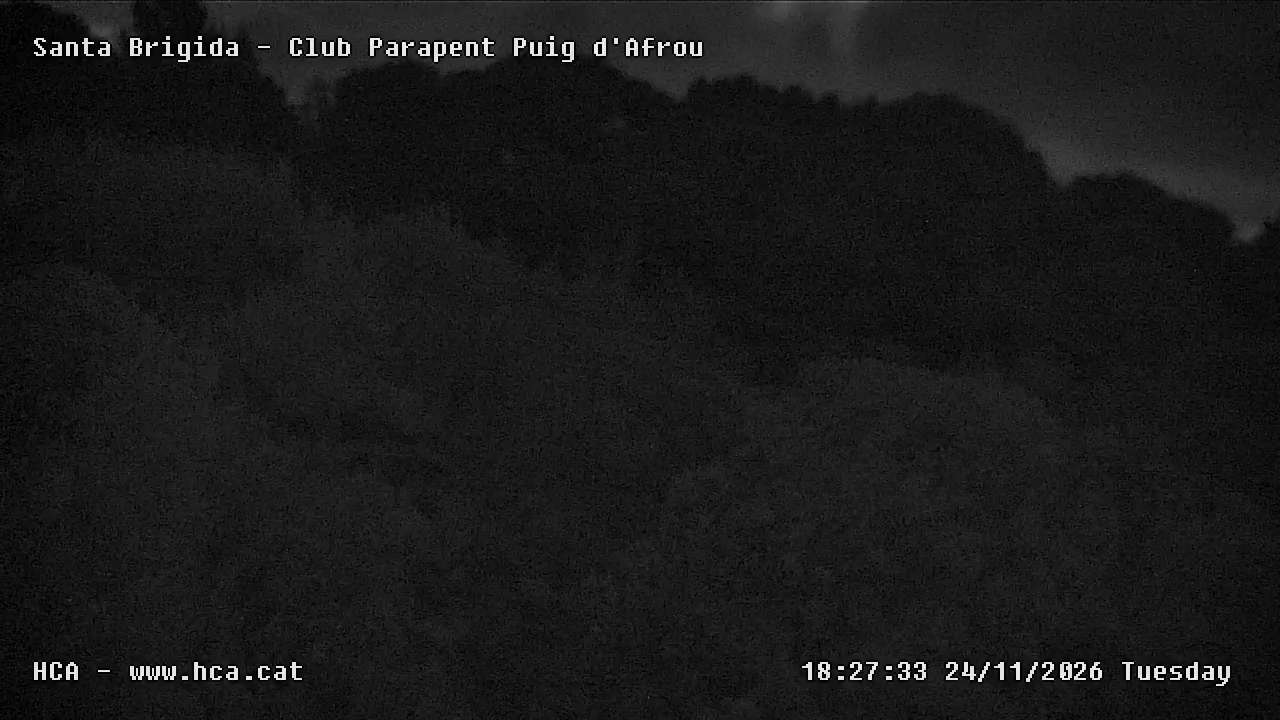 Santa Brigida - Club Parapent Puig d'Afrou
HCA - www.hca.cat
18:27:33 24/11/2026 Tuesday